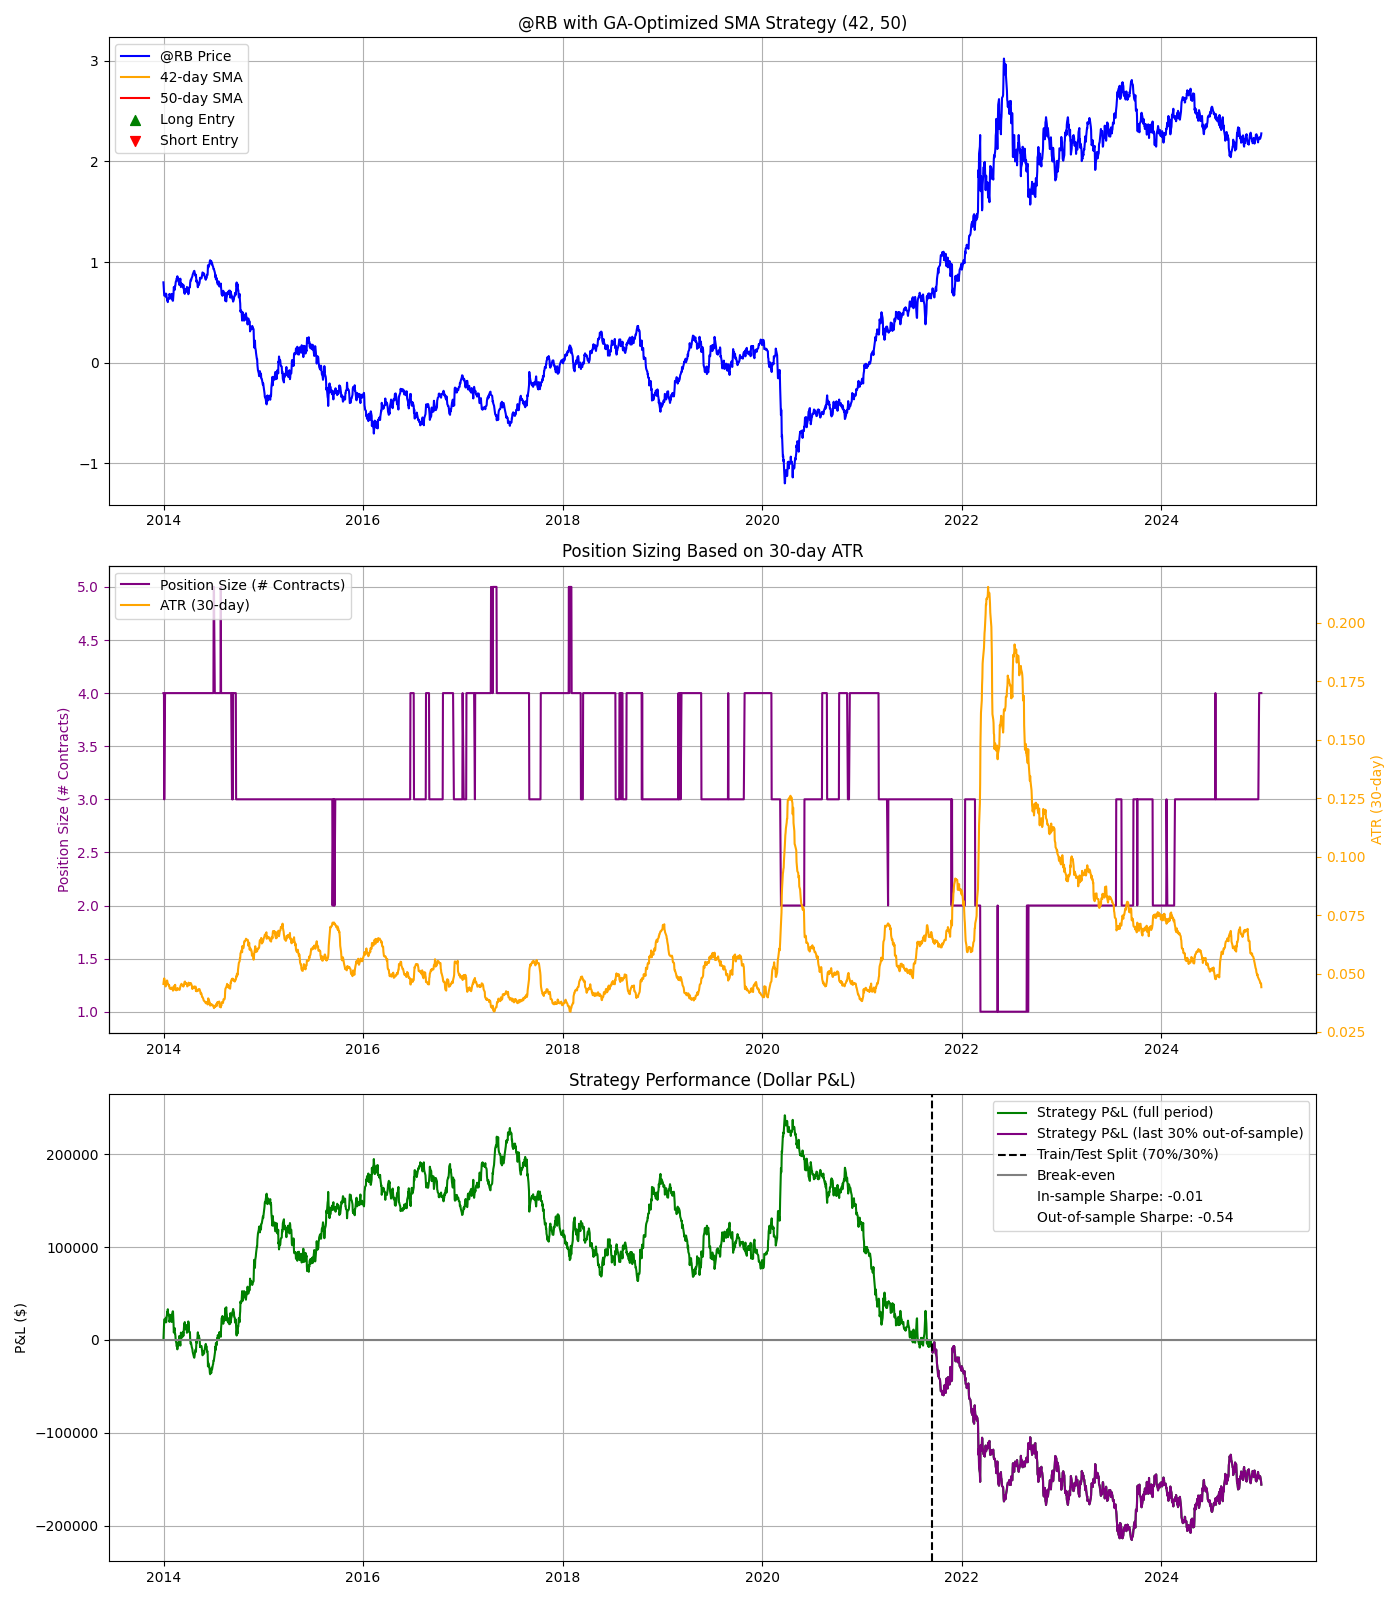 @RB with GA-Optimized SMA Strategy (42, 50)
@RB Price
42-day SMA
50-day SMA
Long Entry
Short Entry
3
2
1
0
−1
2014 2016 2018 2020 2022 2024
Position Sizing Based on 30-day ATR
Position Size (# Contracts)
ATR (30-day)
5.0
4.5
4.0
3.5
3.0
2.5
2.0
1.5
1.0
Position Size (# Contracts)
0.200
0.175
0.150
0.125
0.100
0.075
0.050
0.025
ATR (30-day)
2014 2016 2018 2020 2022 2024
Strategy Performance (Dollar P&L)
Strategy P&L (full period)
Strategy P&L (last 30% out-of-sample)
Train/Test Split (70%/30%)
Break-even
In-sample Sharpe: -0.01
Out-of-sample Sharpe: -0.54
200000
100000
0
−100000
−200000
P&L ($)
2014 2016 2018 2020 2022 2024